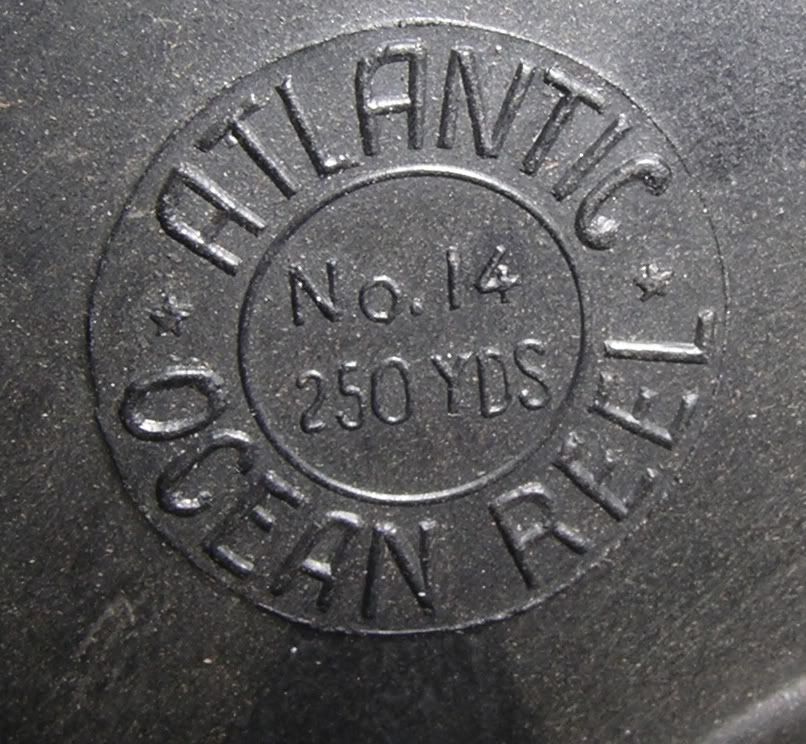 ATLANTIC
No. 14
250 YDS
OCEAN REEL